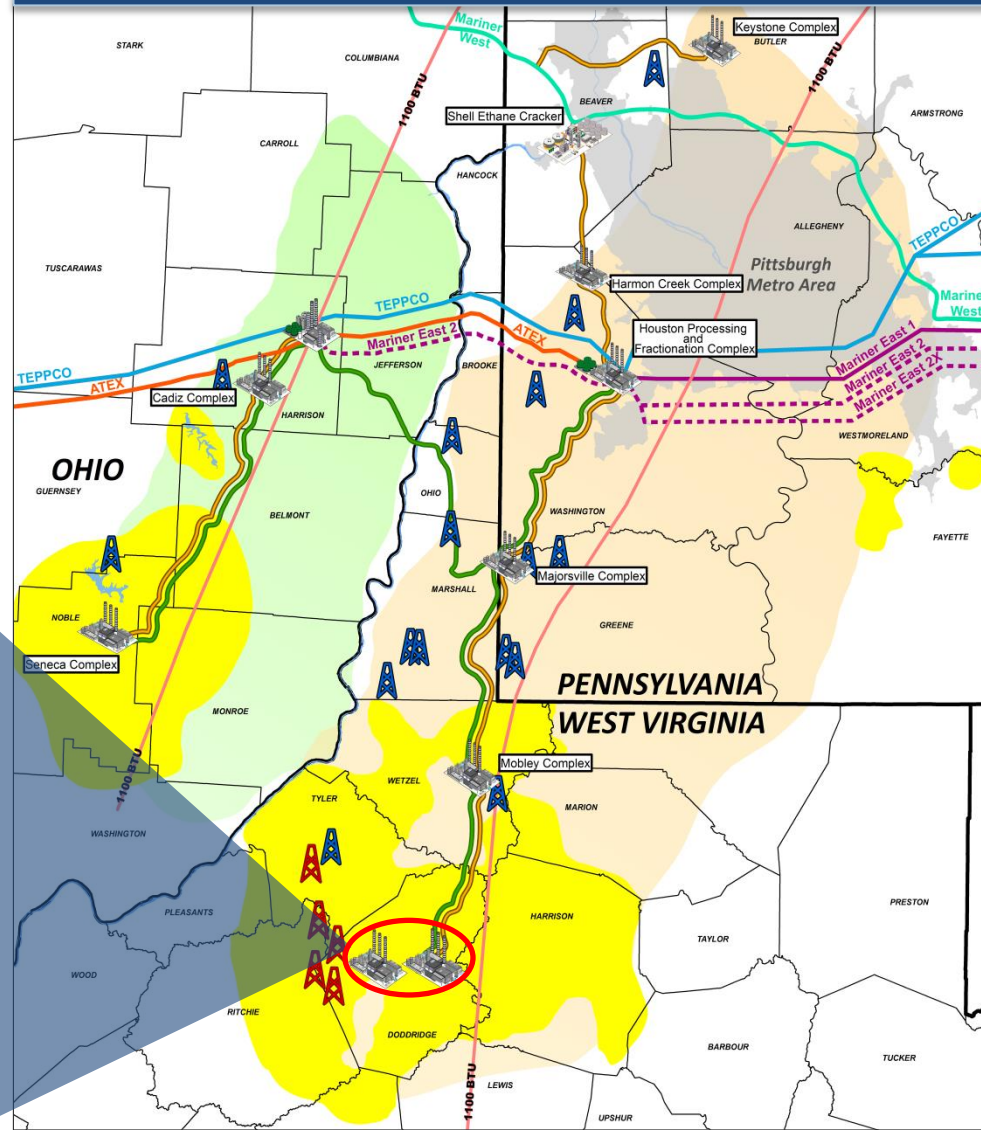 Mariner
West
Keystone Complex
BUTLER
STARK
COLUMBIANA
1100 BTU
1100 BTU
BEAVER
ARMSTRONG
Shell Ethane Cracker
CARROLL
HANCOCK
ALLEGHENY
TEPPCO
TUSCARAWAS
Pittsburgh
Metro Area
Harmon Creek Complex
Mariner
West
TEPPCO
ATEX
Houston Processing
and
Fractionation Complex
Mariner East 2
JEFFERSON
BROOKE
Mariner East 1
Mariner East 2
Mariner East 2X
TEPPCO
ATEX
Cadiz Complex
HARRISON
WESTMORELAND
OHIO
GUERNSEY
OHIO
WASHINGTON
BELMONT
FAYETTE
Majorsville Complex
MARSHALL
NOBLE
GREENE
Seneca Complex
PENNSYLVANIA
WEST VIRGINIA
MONROE
1100 BTU
Mobley Complex
WETZEL
TYLER
MARION
WASHINGTON
PLEASANTS
HARRISON
PRESTON
TAYLOR
WOOD
RITCHIE
DODDRIDGE
BARBOUR
TUCKER
LEWIS
1100 BTU
UPSHUR